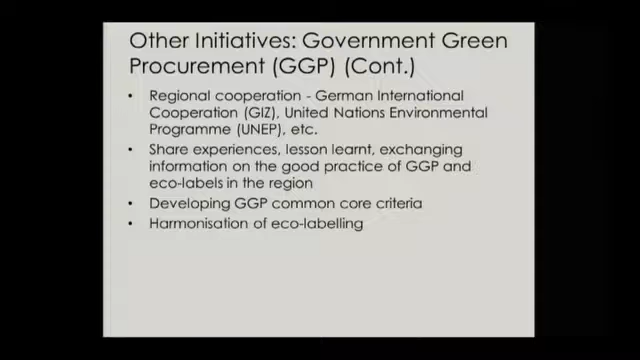 Other Initiatives: Government Green
Procurement (GGP) (Cont.)
• Regional cooperation - German International
Cooperation (GIZ), United Nations Environmental
Programme (UNEP), etc.
• Share experiences, lesson learnt, exchanging
information on the good practice of GGP and
eco-labels in the region
• Developing GGP common core criteria
• Harmonisation of eco-labelling